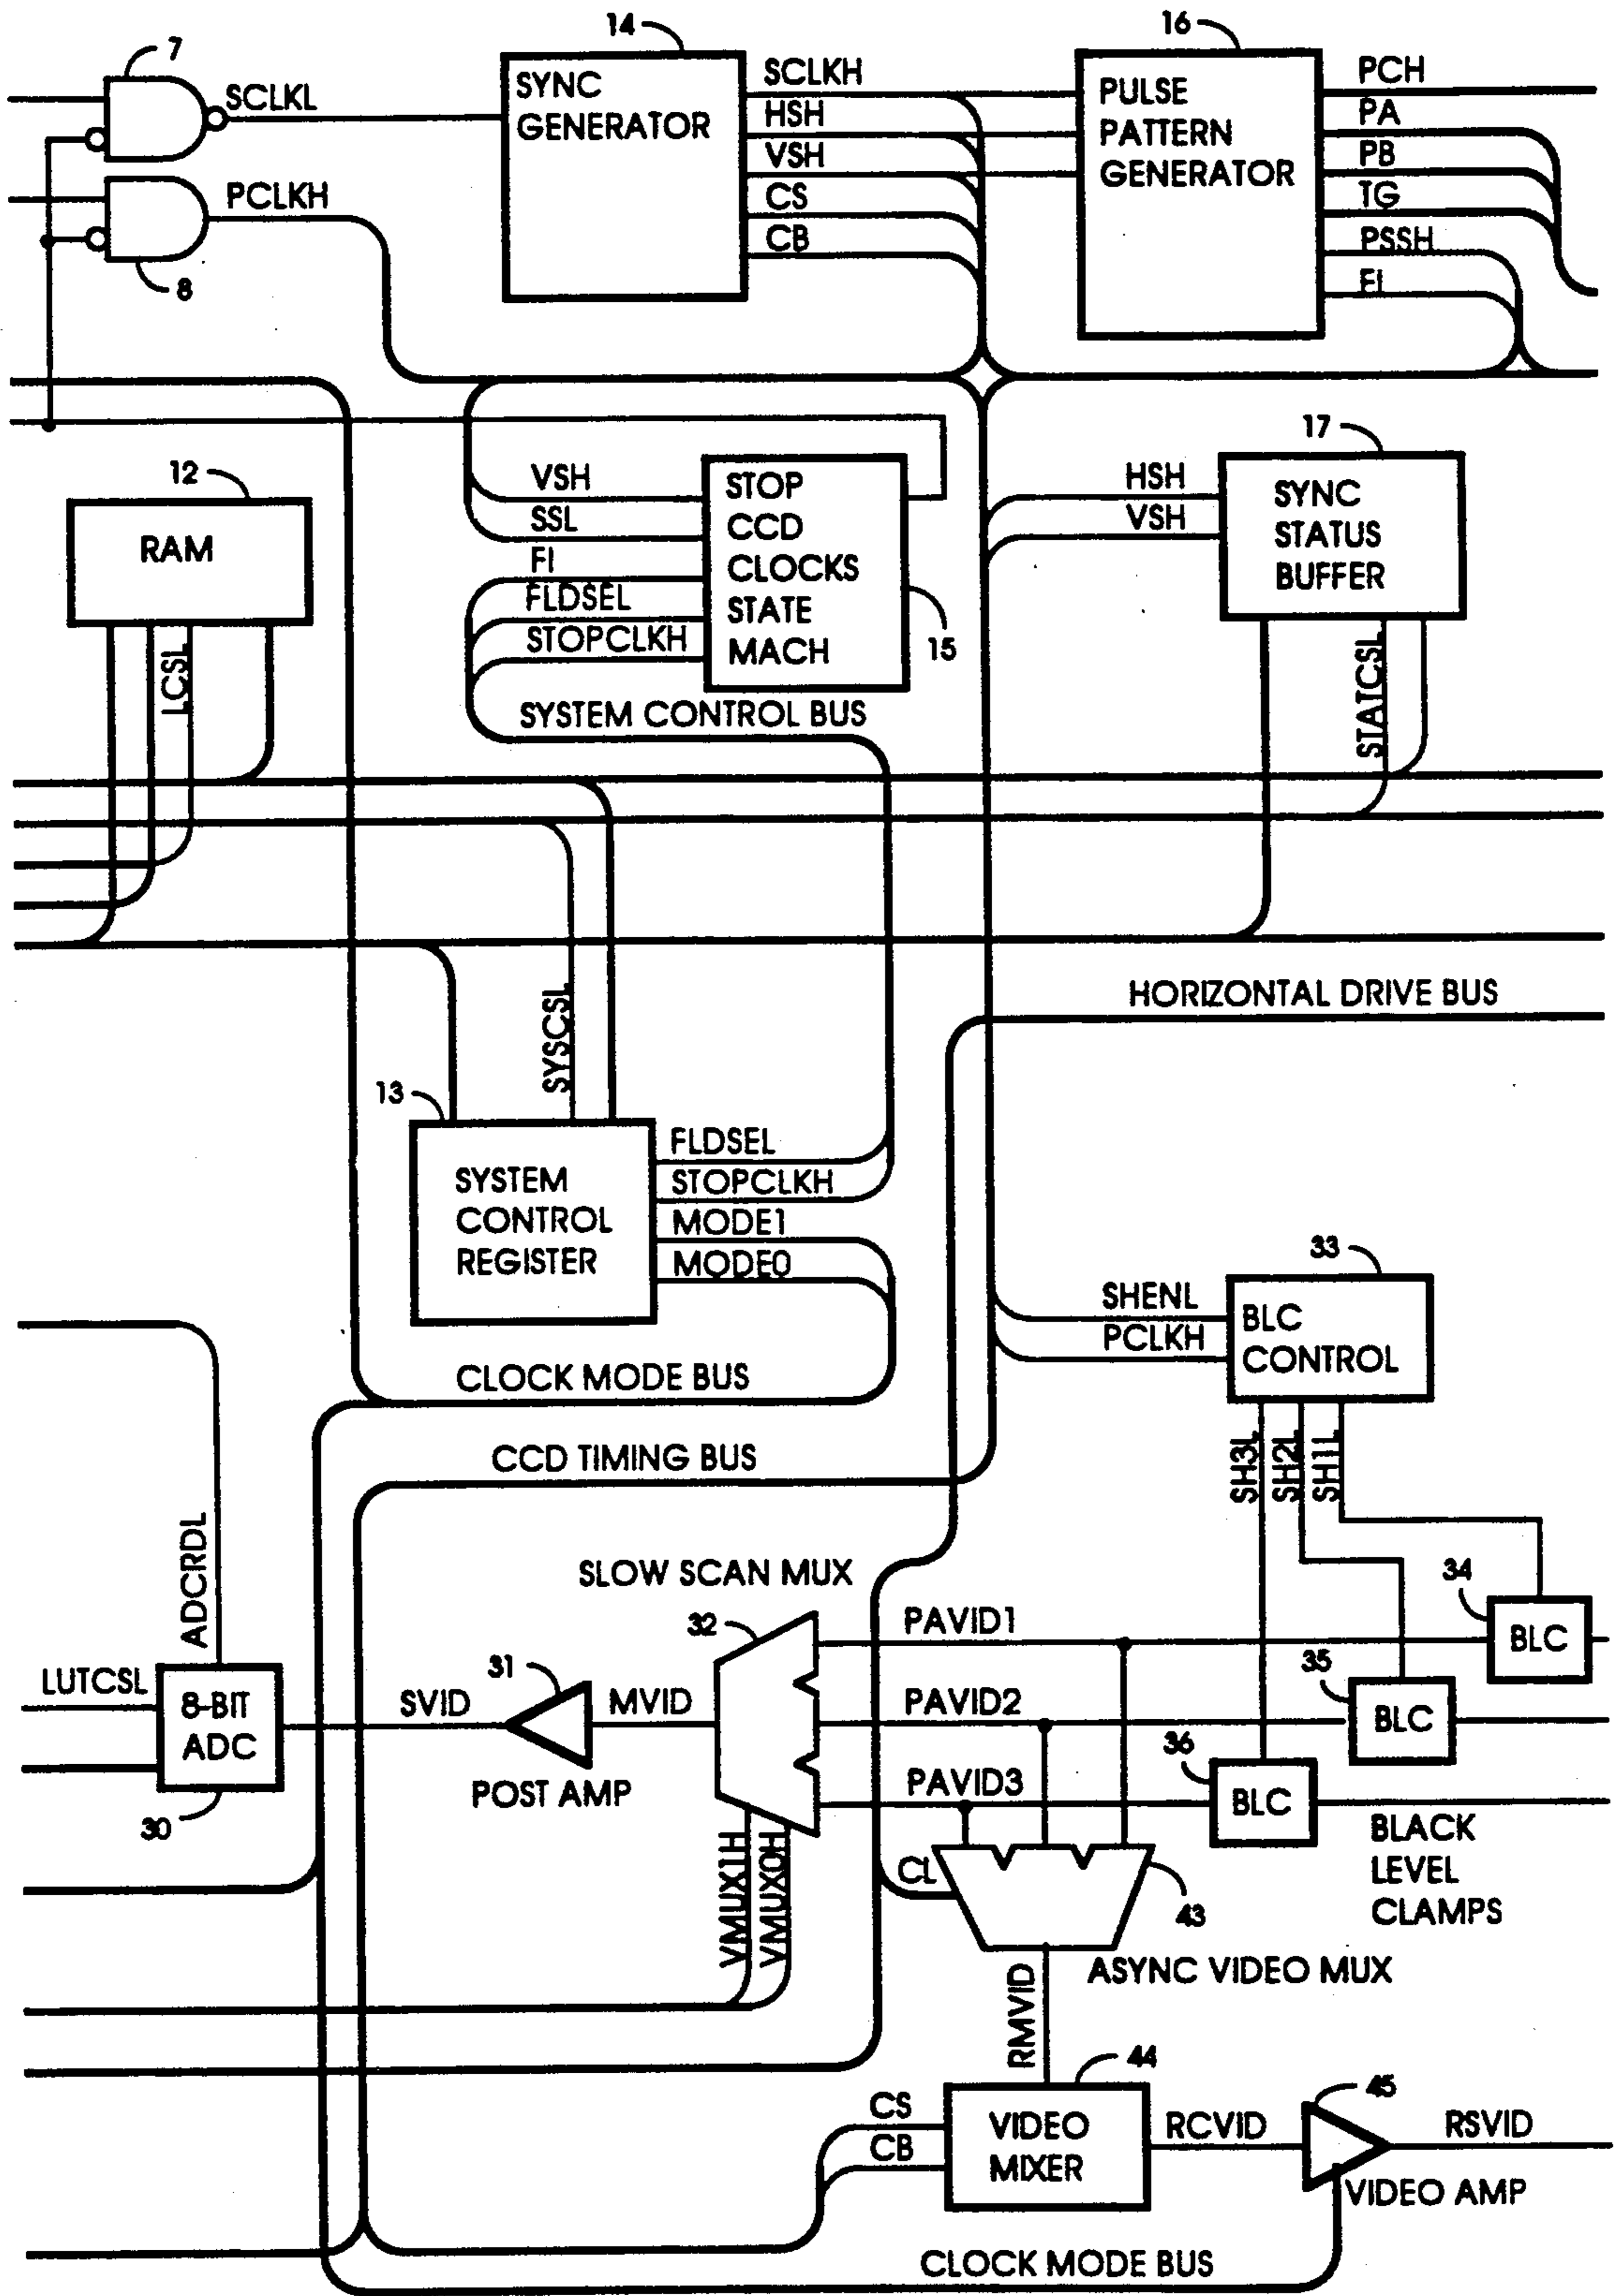 7
14
16
SCLKL
SYNC
GENERATOR
SCLKH
HSH
VSH
CS
CB
PULSE
PATTERN
GENERATOR
PCH
PA
PB
TG
PSSH
FI
PCLKH
8
12
RAM
LCSL
VSH
SSL
FI
FLDSEL
STOPCLKH
STOP
CCD
CLOCKS
STATE
MACH
15
SYSTEM CONTROL BUS
17
HSH
VSH
SYNC
STATUS
BUFFER
STATCSL
HORIZONTAL DRIVE BUS
SYSCSL
13
SYSTEM
CONTROL
REGISTER
FLDSEL
STOPCLKH
MODE1
MODE0
33
SHENL
PCLKH
BLC
CONTROL
CLOCK MODE BUS
CCD TIMING BUS
SH3L
SH2L
SH1L
ADCRDL
SLOW SCAN MUX
32
PAVID1
34
BLC
LUTCSL
8-BIT
ADC
30
SVID
31
MVID
POST AMP
PAVID2
35
BLC
PAVID3
36
BLC
BLACK
LEVEL
CLAMPS
VMUX1H
VMUX0H
CL
43
ASYNC VIDEO MUX
RMVID
44
CS
CB
VIDEO
MIXER
RCVID
45
RSVID
VIDEO AMP
CLOCK MODE BUS